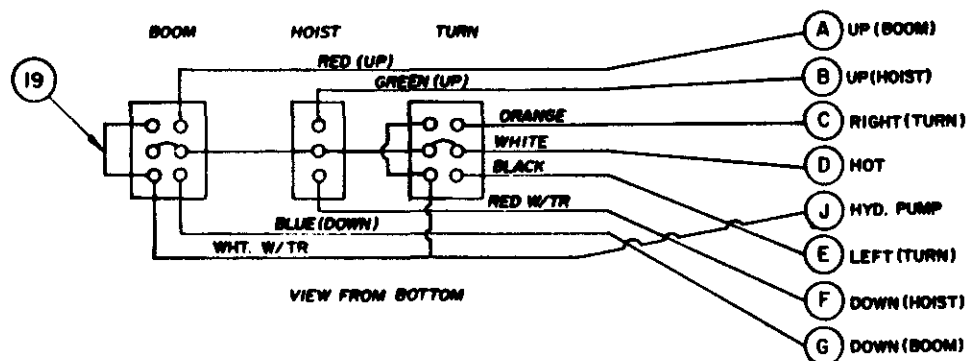 BOOM HOIST TURN
RED (UP)
GREEN (UP)
ORANGE
WHITE
BLACK
RED W/TR
BLUE (DOWN)
WHT. W/TR
VIEW FROM BOTTOM
19
A UP (BOOM)
B UP (HOIST)
C RIGHT (TURN)
D HOT
J HYD. PUMP
E LEFT (TURN)
F DOWN (HOIST)
G DOWN (BOOM)